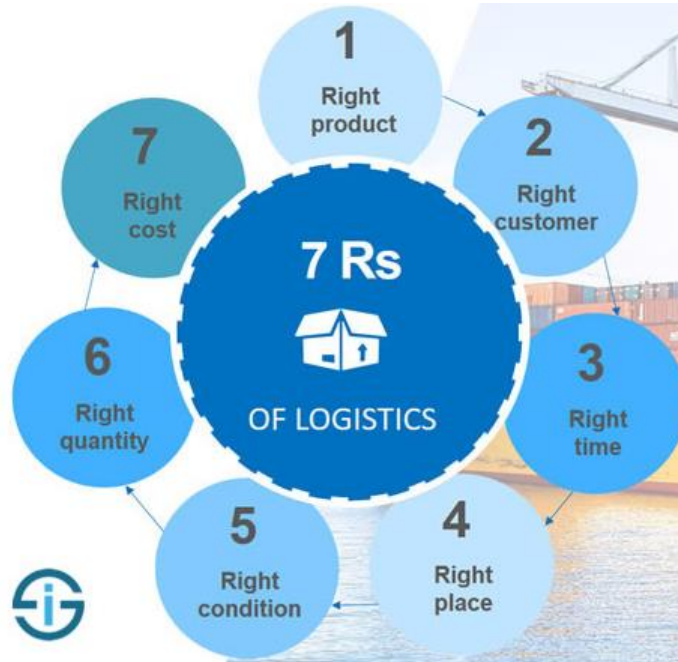 7 Rs
OF LOGISTICS
1
Right
product
2
Right
customer
3
Right
time
4
Right
place
5
Right
condition
6
Right
quantity
7
Right
cost